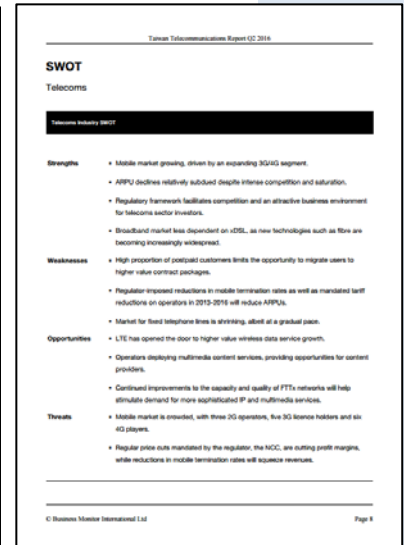 Taiwan Telecommunications Report Q2 2016
SWOT
Telecoms
Telecoms Industry SWOT
Strengths
• Mobile market growing, driven by an expanding 3G/4G segment.
• ARPU declines relatively subdued despite intense competition and saturation.
• Regulatory framework facilitates competition and an attractive business environment
for telecoms sector investors.
• Broadband market less dependent on xDSL, as new technologies such as fibre are
becoming increasingly widespread.
Weaknesses
• High proportion of postpaid customers limits the opportunity to migrate users to
higher value contract packages.
• Regulator-imposed reductions in mobile termination rates as well as mandated tariff
reductions on operators in 2013-2016 will reduce ARPUs.
• Market for fixed telephone lines is shrinking, albeit at a gradual pace.
Opportunities
• LTE has opened the door to higher value wireless data service growth.
• Operators deploying multimedia content services, providing opportunities for content
providers.
• Continued improvements to the capacity and quality of FTTx networks will help
stimulate demand for more sophisticated IP and multimedia services.
Threats
• Mobile market is crowded, with three 2G operators, five 3G licence holders and six
4G players.
• Regular price cuts mandated by the regulator, the NCC, are cutting profit margins,
while reductions in mobile termination rates will squeeze revenues.
© Business Monitor International Ltd
Page 8